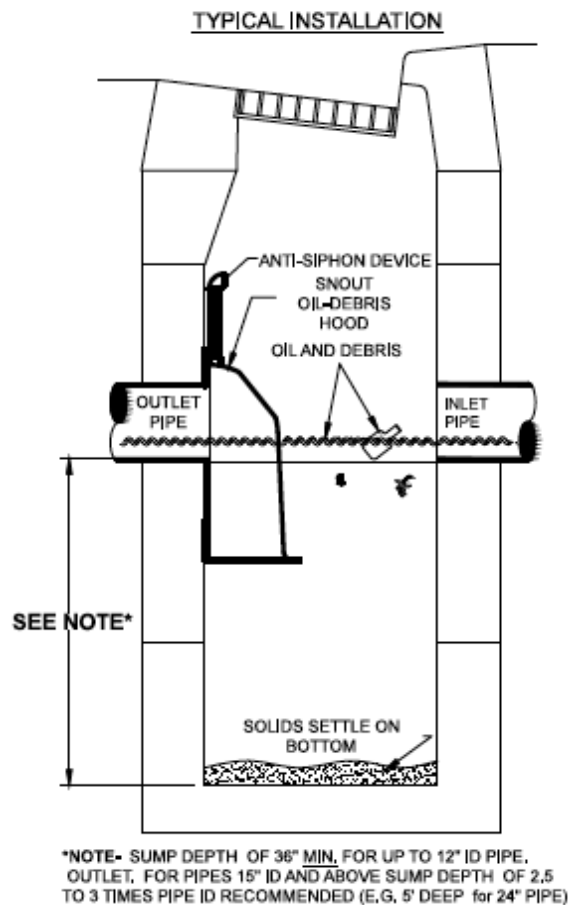 TYPICAL INSTALLATION
ANTI-SIPHON DEVICE
SNOUT
OIL-DEBRIS
HOOD
OIL AND DEBRIS
OUTLET
PIPE
INLET
PIPE
SEE NOTE*
SOLIDS SETTLE ON
BOTTOM
*NOTE- SUMP DEPTH OF 36" MIN. FOR UP TO 12" ID PIPE.
OUTLET. FOR PIPES 15" ID AND ABOVE SUMP DEPTH OF 2.5
TO 3 TIMES PIPE ID RECOMMENDED (E.G. 5' DEEP for 24" PIPE)